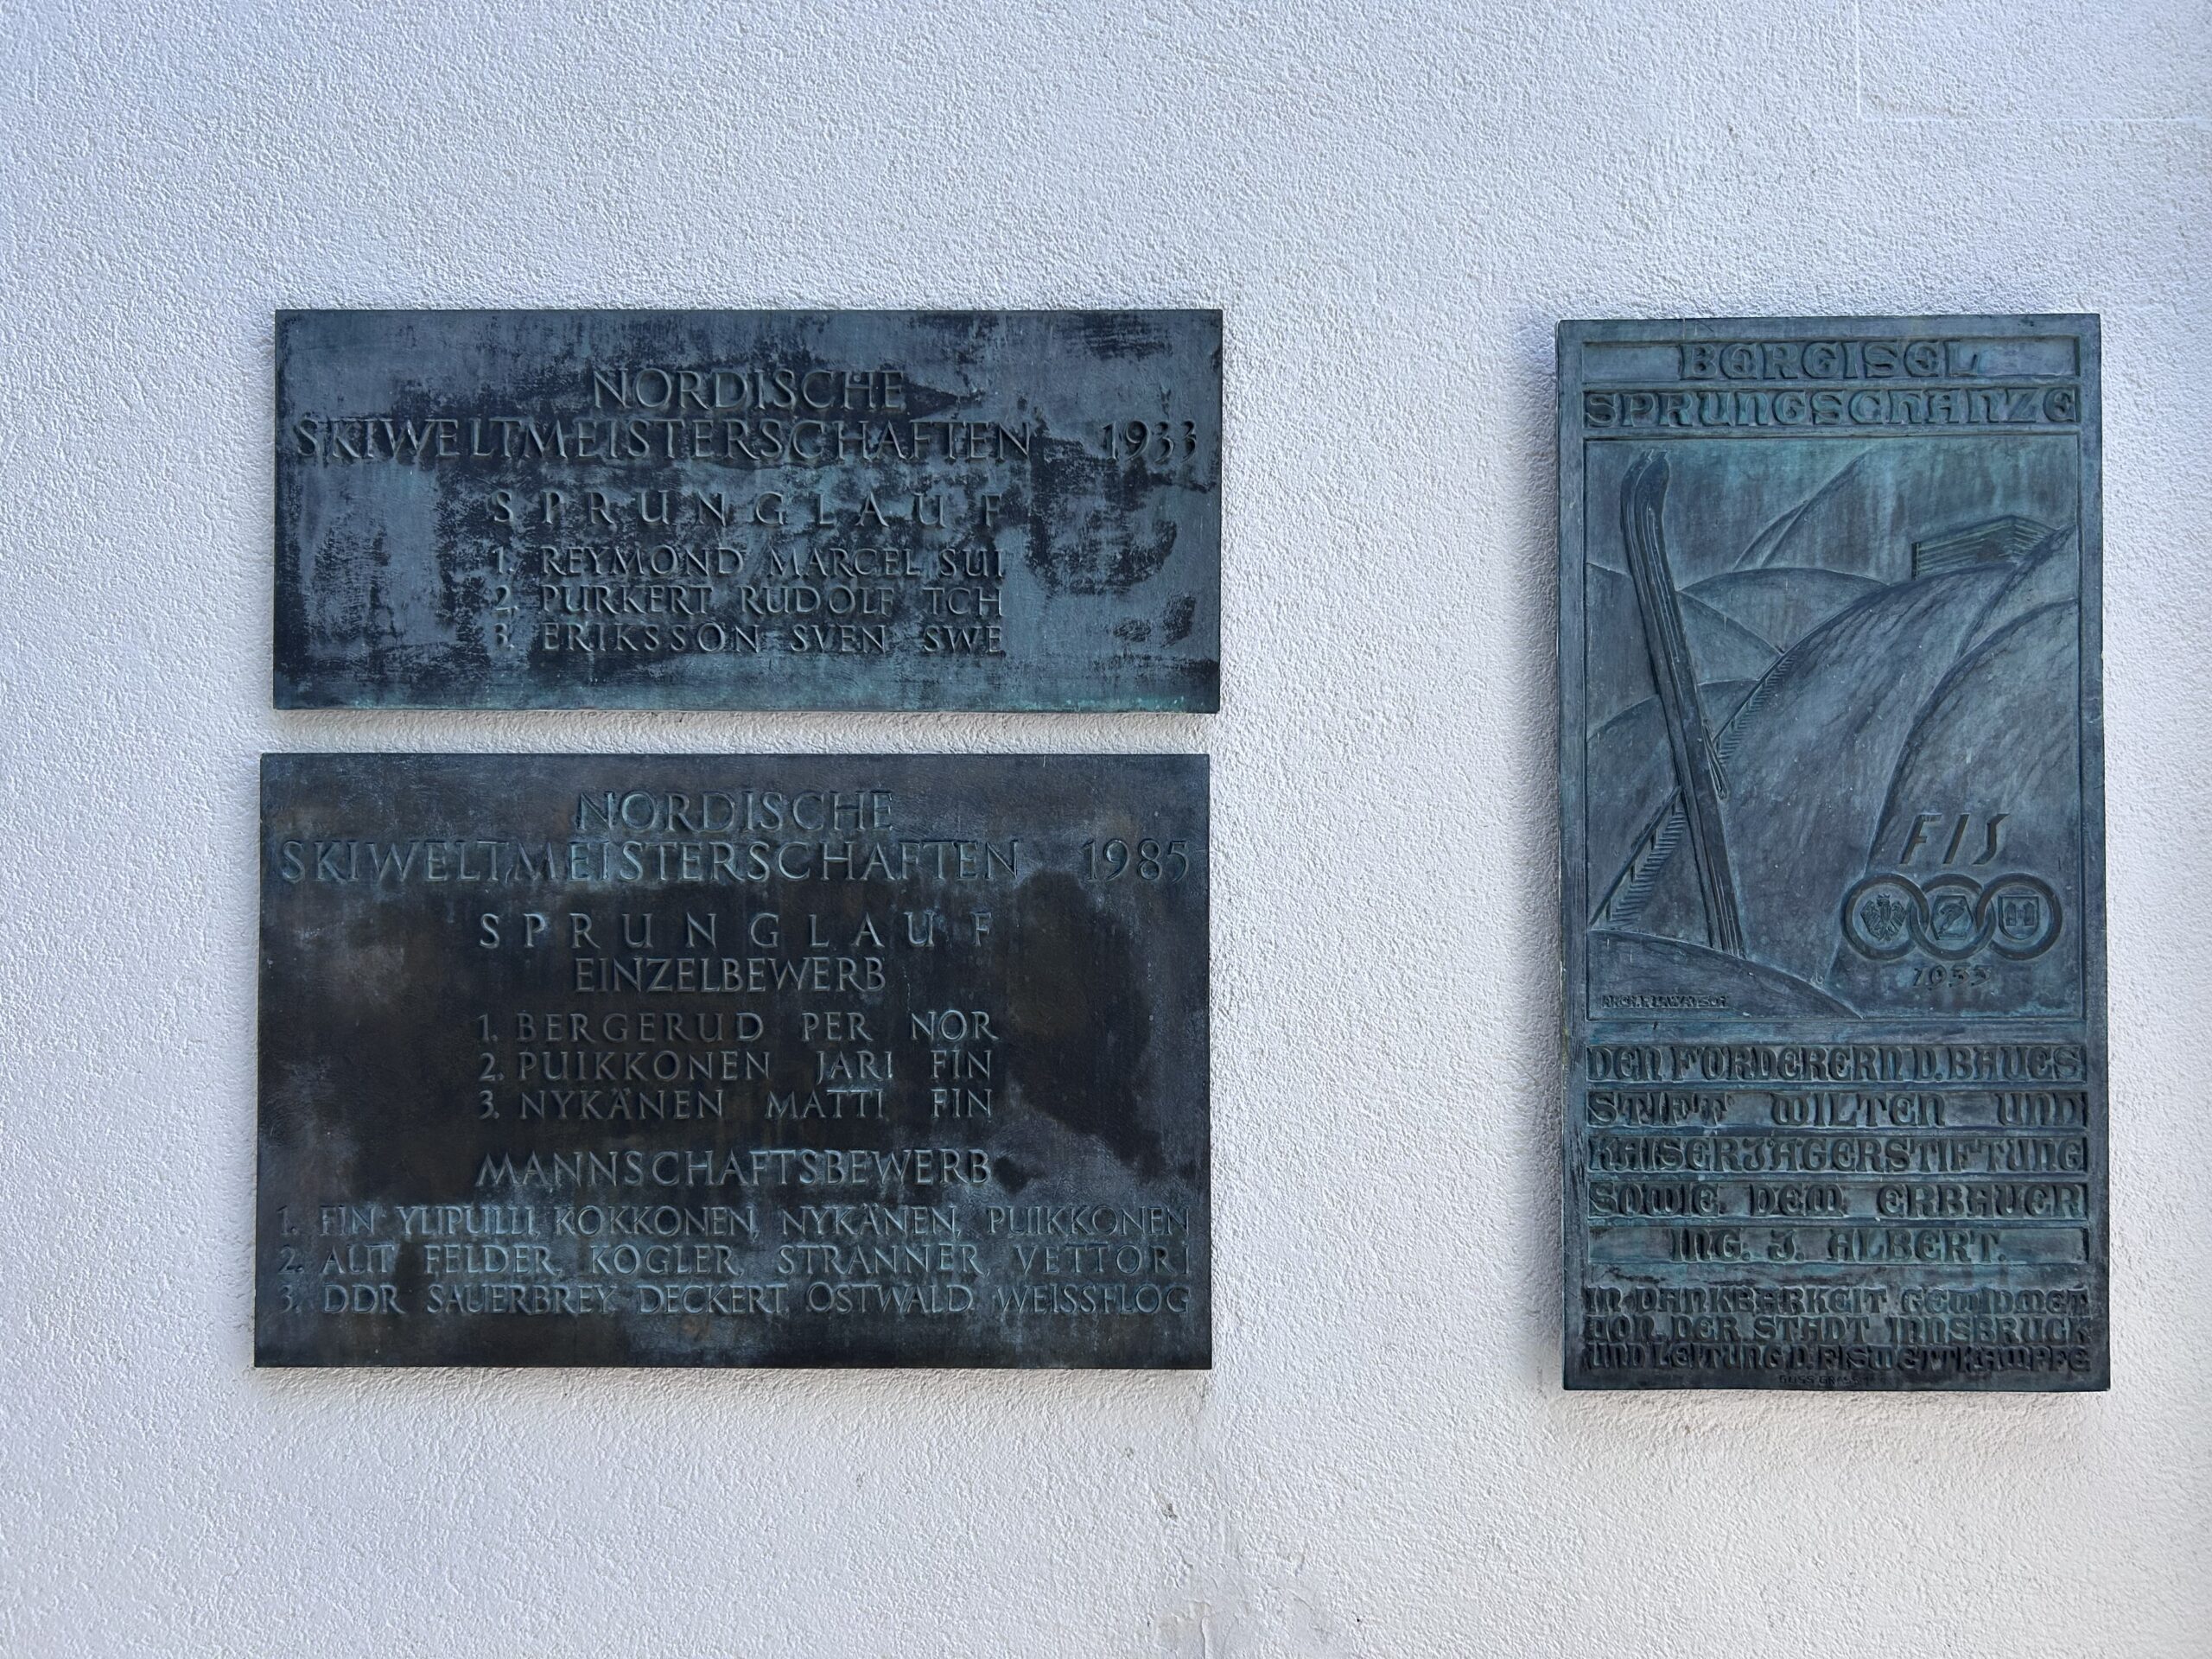 NORDISCHE
SKIWELTMEISTERSCHAFTEN 1933
SPRUNGLAUF
1. REYMOND MARCEL SUI
2. PURKERT RUDOLF TCH
3. ERIKSSON SVEN SWE
NORDISCHE
SKIWELTMEISTERSCHAFTEN 1985
SPRUNGLAUF
EINZELBEWERB
1. BERGERUD PER NOR
2. PUIKKONEN JARI FIN
3. NYKÄNEN MATTI FIN
MANNSCHAFTSBEWERB
1. FIN YLIPULLI, KOKKONEN, NYKÄNEN, PUIKKONEN
2. AUT FELDER, KOGLER, STRANNER, VETTORI
3. DDR SAUERBREY, DECKERT, OSTWALD, WEISSFLOG
BERGISEL
SPRUNGSCHANZE
FIS
1933
DEN FÖRDERERN D. BAUES
STIFT WILTEN UND
KAISERJÄGERSTIFTUNG
SOWIE DEM ERBAUER
ING. J. ALBERT.
IN DANKBARKEIT GEWIDMET
VON DER STADT INNSBRUCK
UND LEITUNG D. FISWETTKÄMPFE